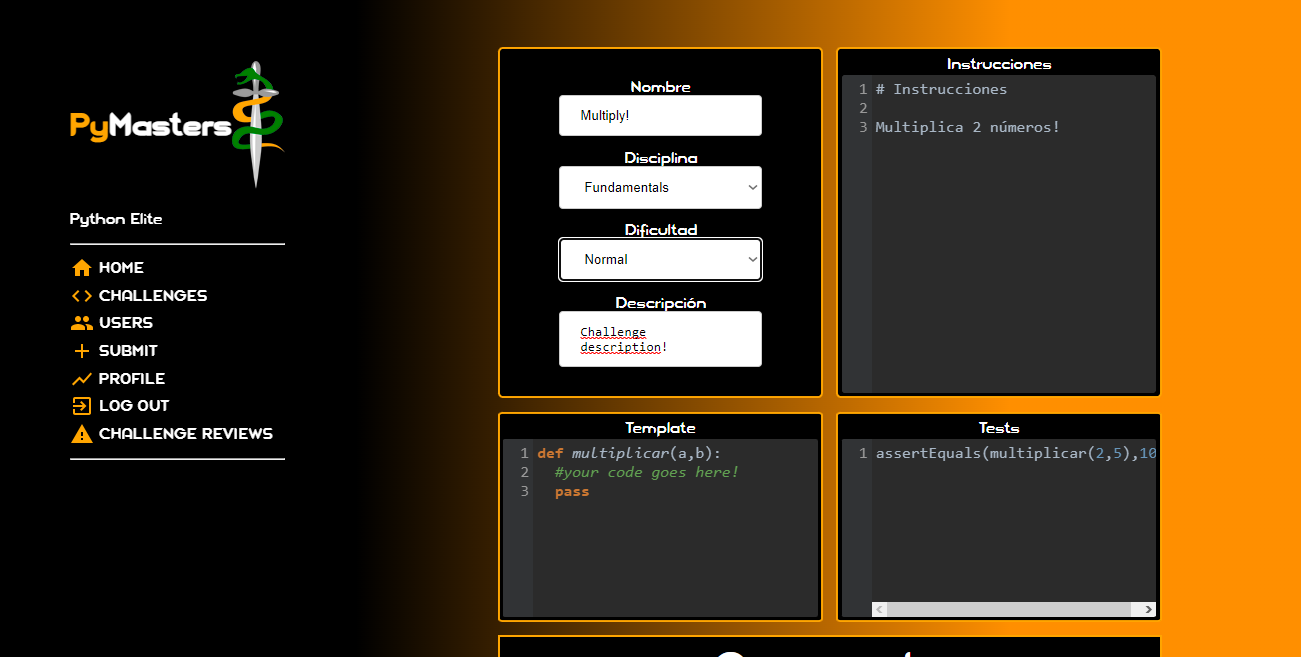 PyMasters
Python Elite
HOME
CHALLENGES
USERS
SUBMIT
PROFILE
LOG OUT
CHALLENGE REVIEWS
Nombre
Multiply!
Disciplina
Fundamentals
Dificultad
Normal
Descripción
Challenge
description!
Instrucciones
1 # Instrucciones
2
3 Multiplica 2 números!
Template
1 def multiplicar(a,b):
2 #your code goes here!
3 pass
Tests
1 assertEquals(multiplicar(2,5),10